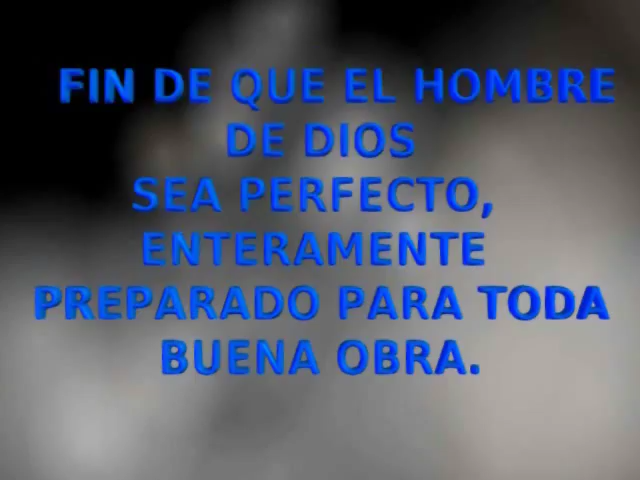 FIN DE QUE EL HOMBRE
DE DIOS
SEA PERFECTO,
ENTERAMENTE
PREPARADO PARA TODA
BUENA OBRA.